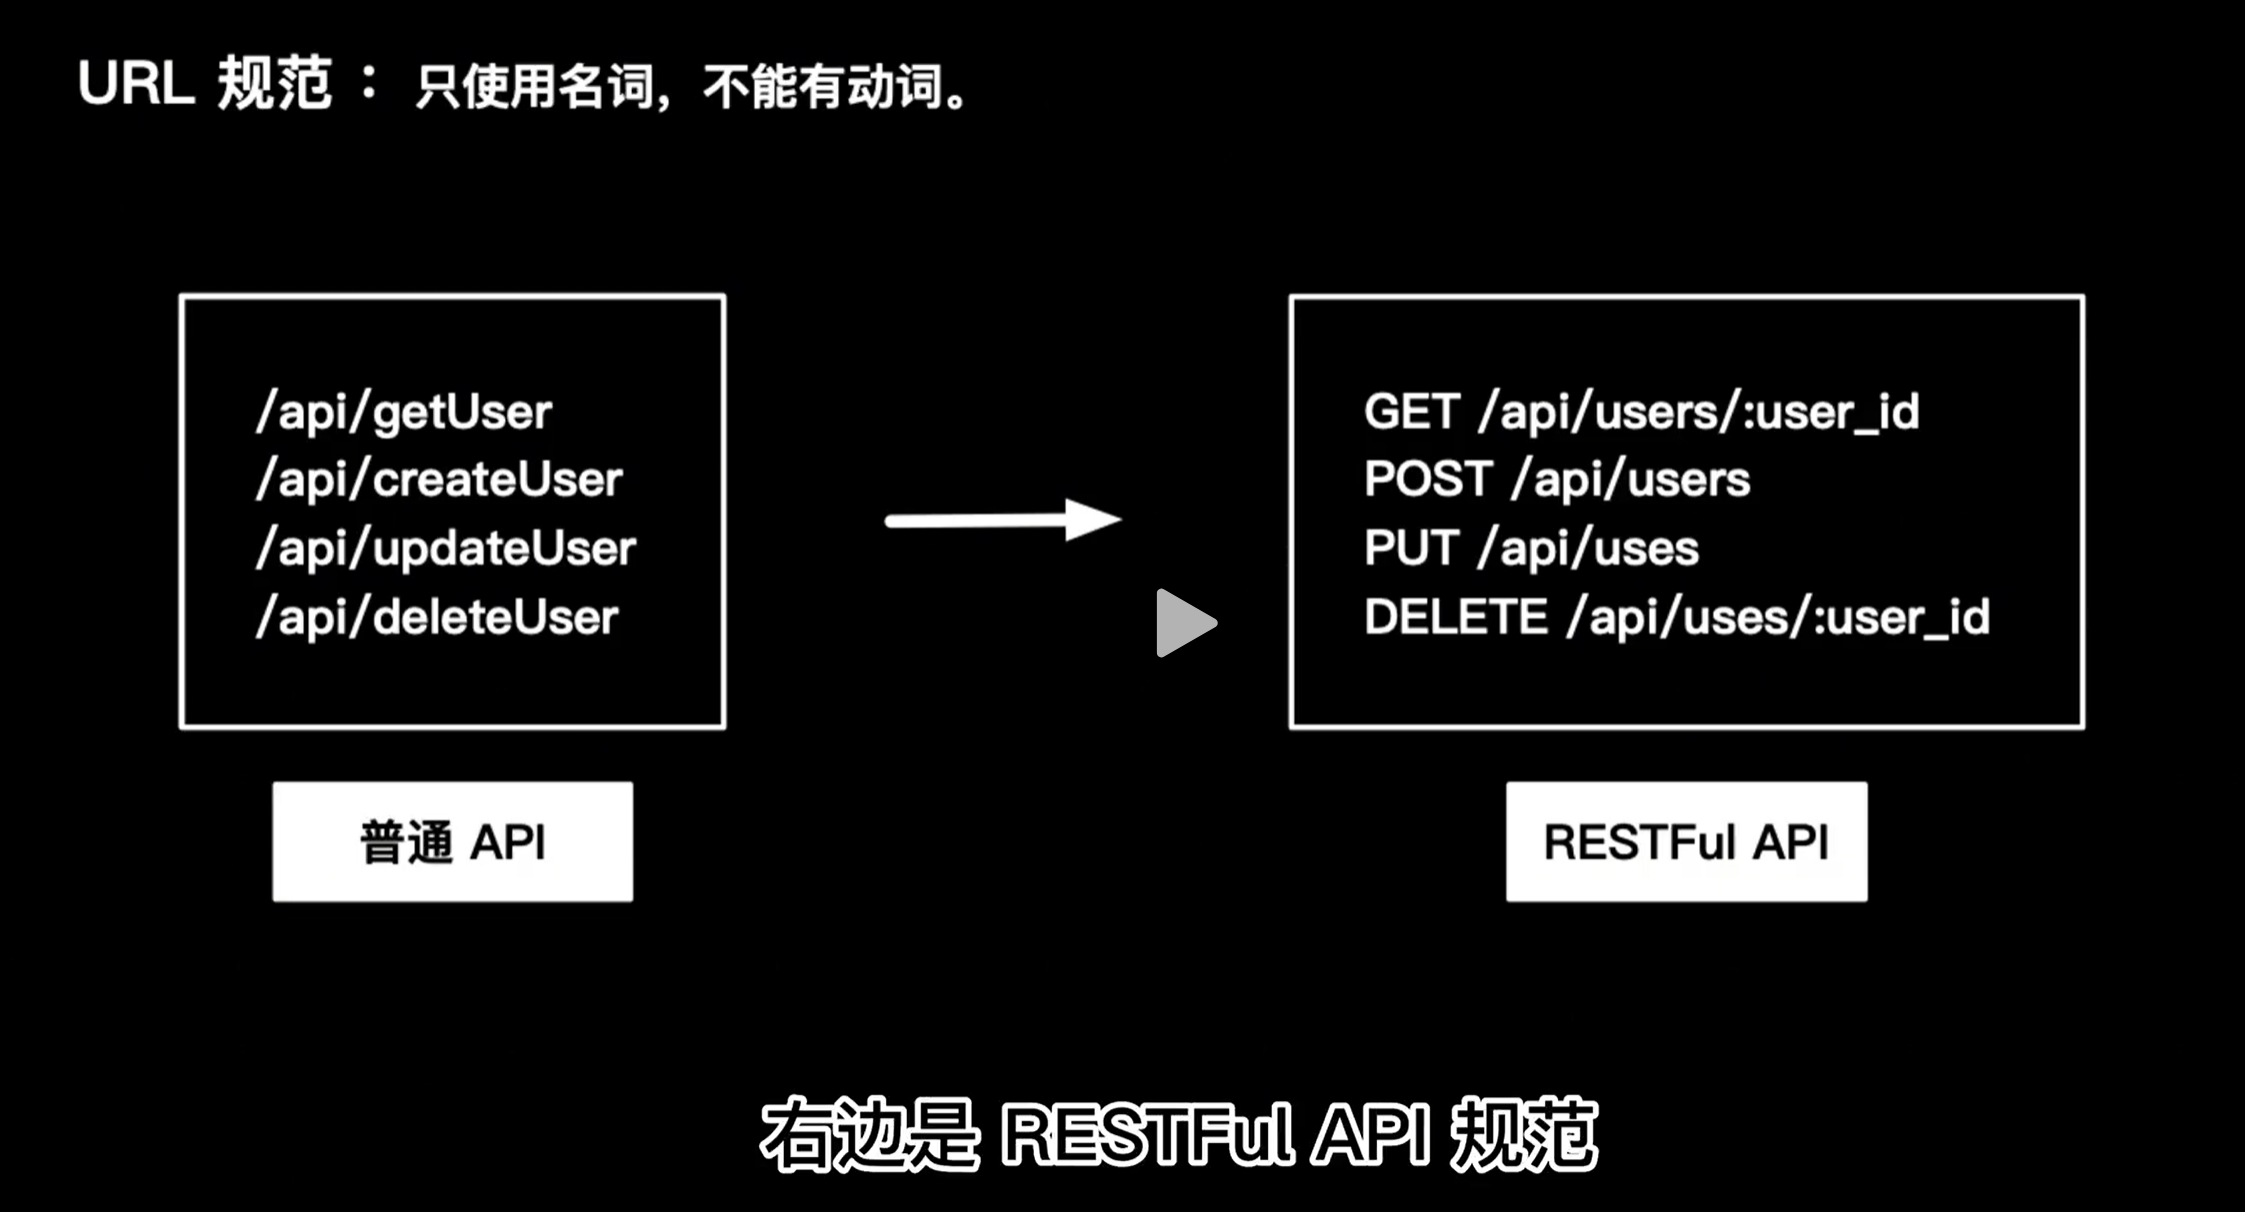 URL 规范 ： 只使用名词，不能有动词。
/api/getUser
/api/createUser
/api/updateUser
/api/deleteUser
普通 API
GET /api/users/:user_id
POST /api/users
PUT /api/uses
DELETE /api/uses/:user_id
RESTFul API
右边是 RESTFul API 规范